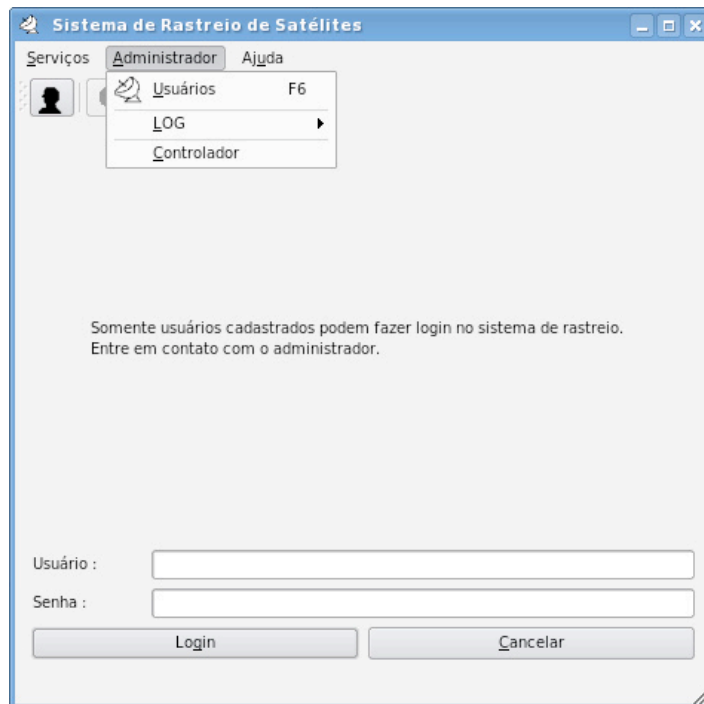 Sistema de Rastreio de Satélites
Serviços Administrador Ajuda
Usuários F6
LOG
Controlador
Somente usuários cadastrados podem fazer login no sistema de rastreio.
Entre em contato com o administrador.
Usuário :
Senha :
Login Cancelar